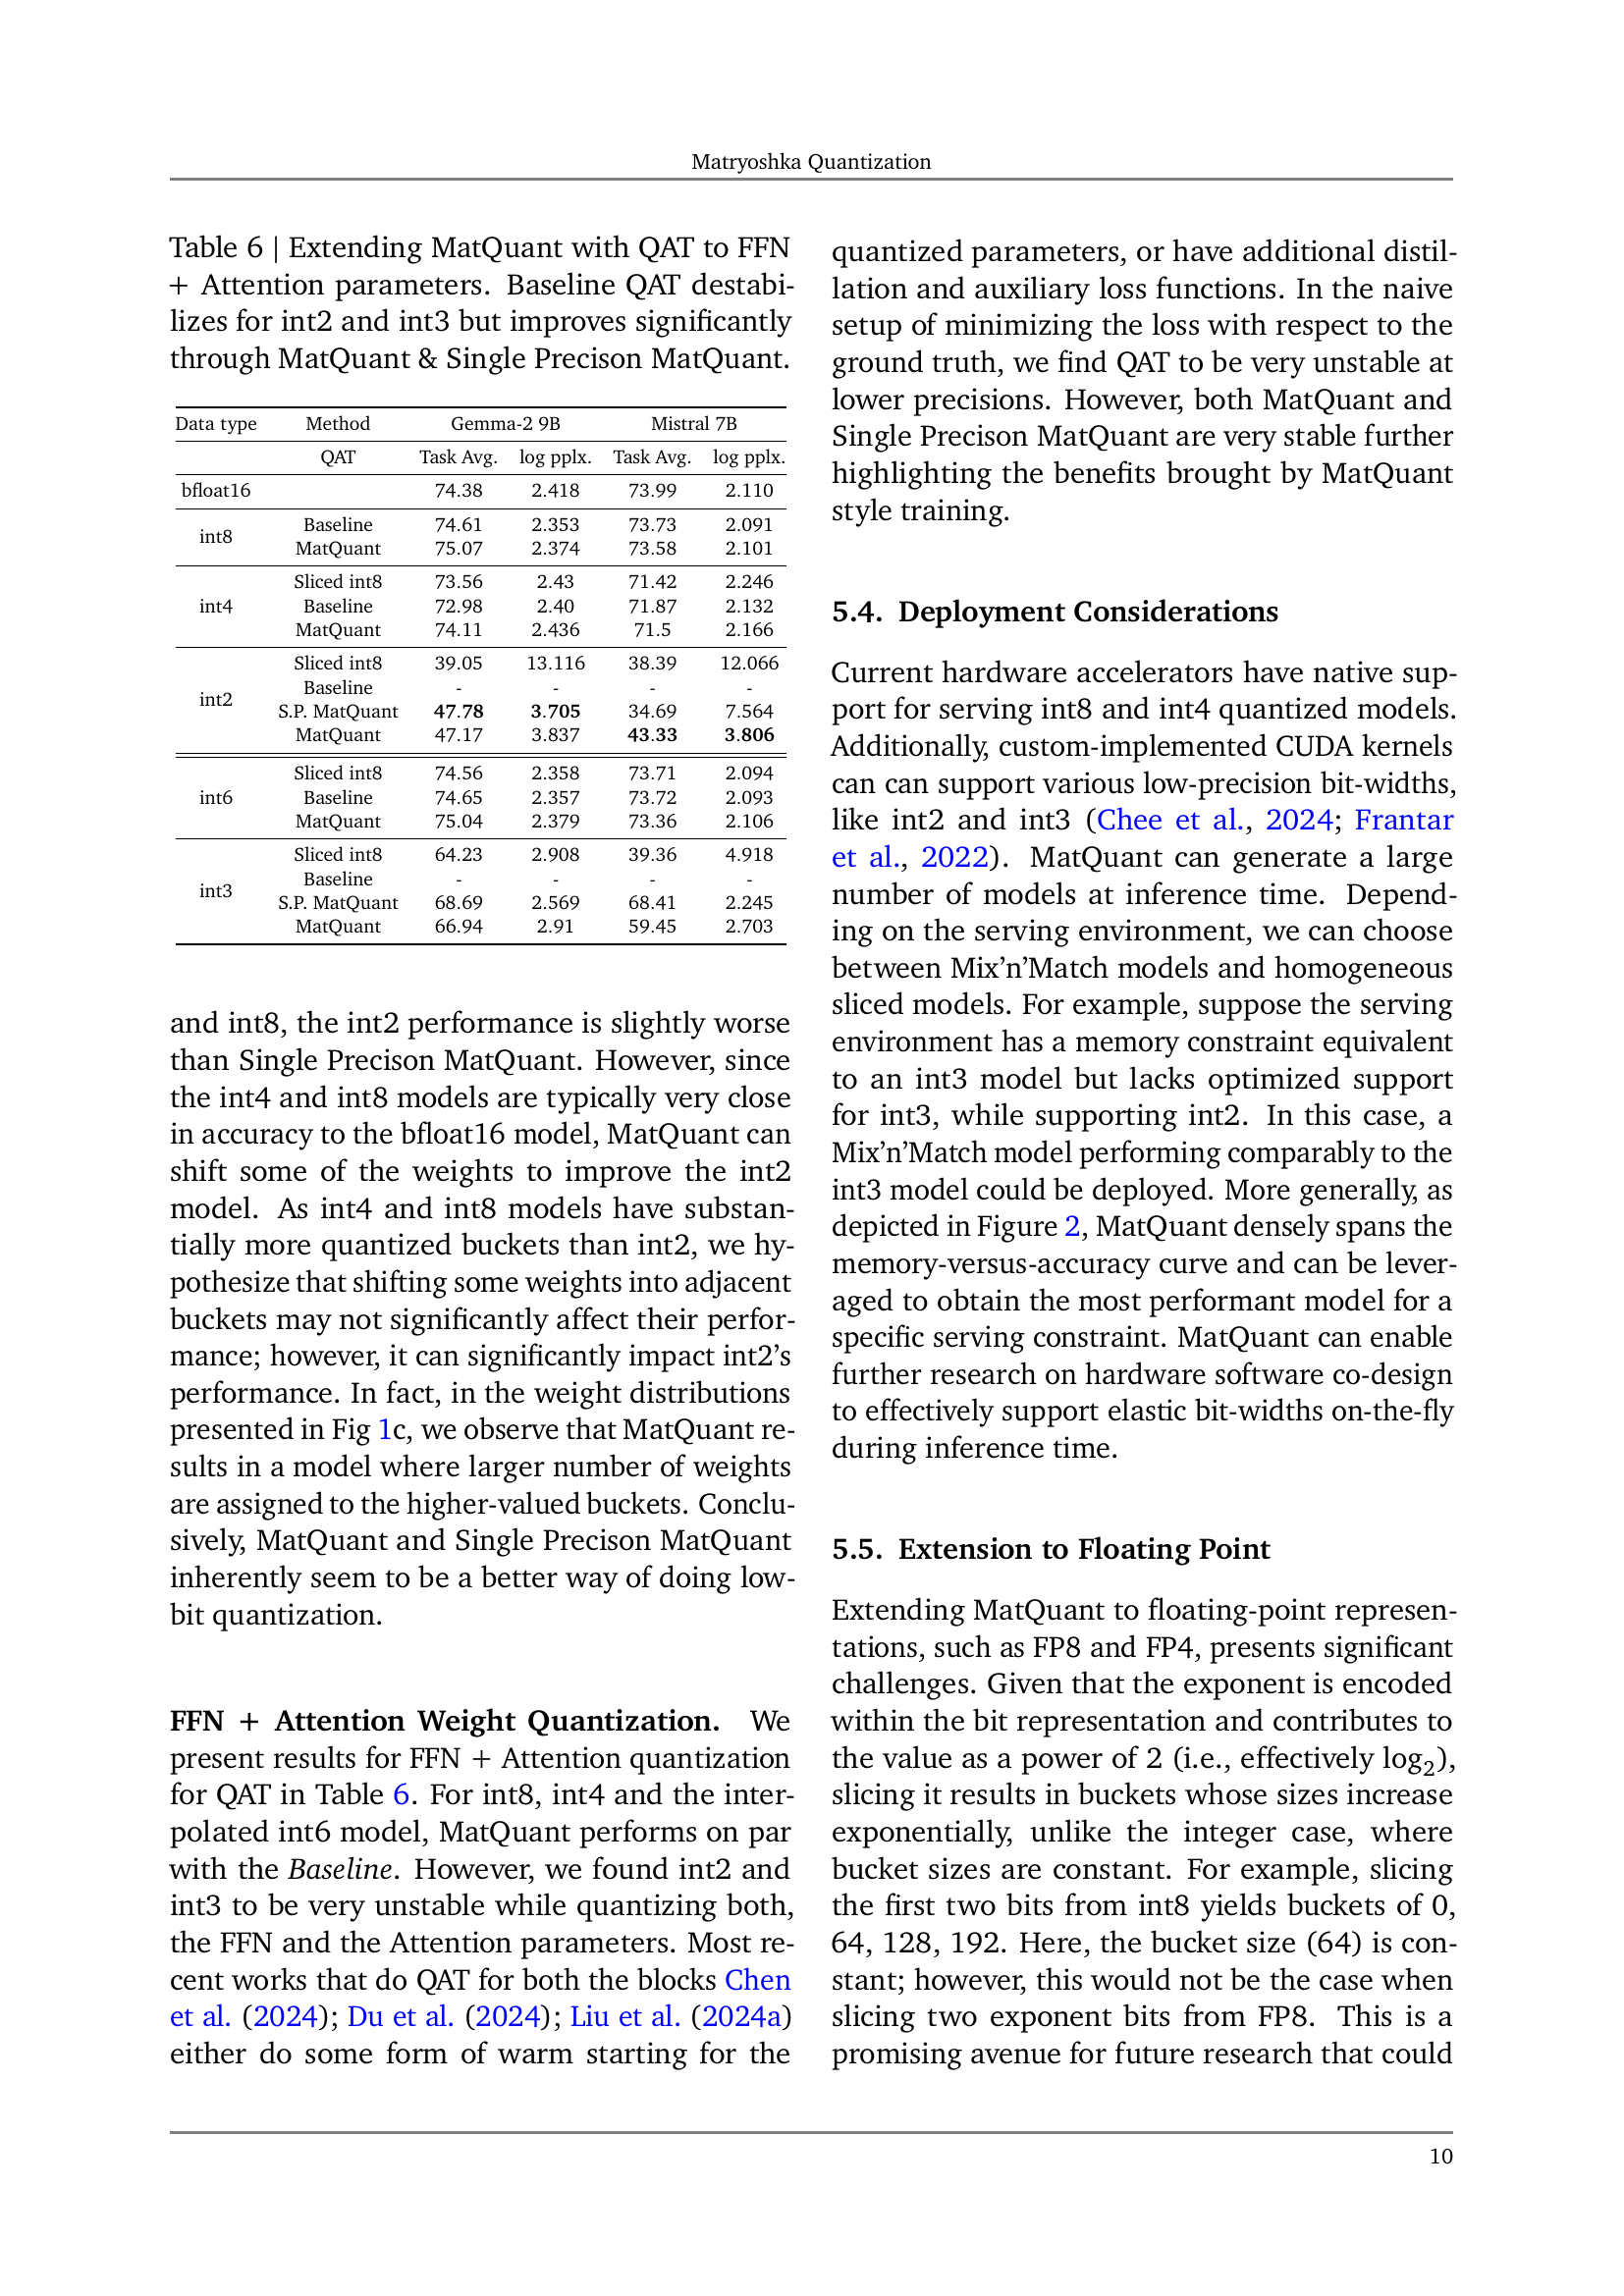 Matryoshka Quantization
Table 6 | Extending MatQuant with QAT to FFN
+ Attention parameters. Baseline QAT destabi-
lizes for int2 and int3 but improves significantly
through MatQuant & Single Precison MatQuant.
Data type Method Gemma-2 9B Mistral 7B
QAT Task Avg. log pplx. Task Avg. log pplx.
bfloat16 74.38 2.418 73.99 2.110
int8
Baseline 74.61 2.353 73.73 2.091
MatQuant 75.07 2.374 73.58 2.101
int4
Sliced int8 73.56 2.43 71.42 2.246
Baseline 72.98 2.40 71.87 2.132
MatQuant 74.11 2.436 71.5 2.166
int2
Sliced int8 39.05 13.116 38.39 12.066
Baseline - - - -
S.P. MatQuant 47.78 3.705 34.69 7.564
MatQuant 47.17 3.837 43.33 3.806
int6
Sliced int8 74.56 2.358 73.71 2.094
Baseline 74.65 2.357 73.72 2.093
MatQuant 75.04 2.379 73.36 2.106
int3
Sliced int8 64.23 2.908 39.36 4.918
Baseline - - - -
S.P. MatQuant 68.69 2.569 68.41 2.245
MatQuant 66.94 2.91 59.45 2.703
and int8, the int2 performance is slightly worse
than Single Precison MatQuant. However, since
the int4 and int8 models are typically very close
in accuracy to the bfloat16 model, MatQuant can
shift some of the weights to improve the int2
model. As int4 and int8 models have substan-
tially more quantized buckets than int2, we hy-
pothesize that shifting some weights into adjacent
buckets may not significantly affect their perfor-
mance; however, it can significantly impact int2's
performance. In fact, in the weight distributions
presented in Fig 1c, we observe that MatQuant re-
sults in a model where larger number of weights
are assigned to the higher-valued buckets. Conclu-
sively, MatQuant and Single Precison MatQuant
inherently seem to be a better way of doing low-
bit quantization.
FFN + Attention Weight Quantization. We
present results for FFN + Attention quantization
for QAT in Table 6. For int8, int4 and the inter-
polated int6 model, MatQuant performs on par
with the Baseline. However, we found int2 and
int3 to be very unstable while quantizing both,
the FFN and the Attention parameters. Most re-
cent works that do QAT for both the blocks Chen
et al. (2024); Du et al. (2024); Liu et al. (2024a)
either do some form of warm starting for the
quantized parameters, or have additional distil-
lation and auxiliary loss functions. In the naive
setup of minimizing the loss with respect to the
ground truth, we find QAT to be very unstable at
lower precisions. However, both MatQuant and
Single Precison MatQuant are very stable further
highlighting the benefits brought by MatQuant
style training.
5.4. Deployment Considerations
Current hardware accelerators have native sup-
port for serving int8 and int4 quantized models.
Additionally, custom-implemented CUDA kernels
can can support various low-precision bit-widths,
like int2 and int3 (Chee et al., 2024; Frantar
et al., 2022). MatQuant can generate a large
number of models at inference time. Depend-
ing on the serving environment, we can choose
between Mix'n'Match models and homogeneous
sliced models. For example, suppose the serving
environment has a memory constraint equivalent
to an int3 model but lacks optimized support
for int3, while supporting int2. In this case, a
Mix'n'Match model performing comparably to the
int3 model could be deployed. More generally, as
depicted in Figure 2, MatQuant densely spans the
memory-versus-accuracy curve and can be lever-
aged to obtain the most performant model for a
specific serving constraint. MatQuant can enable
further research on hardware software co-design
to effectively support elastic bit-widths on-the-fly
during inference time.
5.5. Extension to Floating Point
Extending MatQuant to floating-point represen-
tations, such as FP8 and FP4, presents significant
challenges. Given that the exponent is encoded
within the bit representation and contributes to
the value as a power of 2 (i.e., effectively log₂),
slicing it results in buckets whose sizes increase
exponentially, unlike the integer case, where
bucket sizes are constant. For example, slicing
the first two bits from int8 yields buckets of 0,
64, 128, 192. Here, the bucket size (64) is con-
stant; however, this would not be the case when
slicing two exponent bits from FP8. This is a
promising avenue for future research that could
10